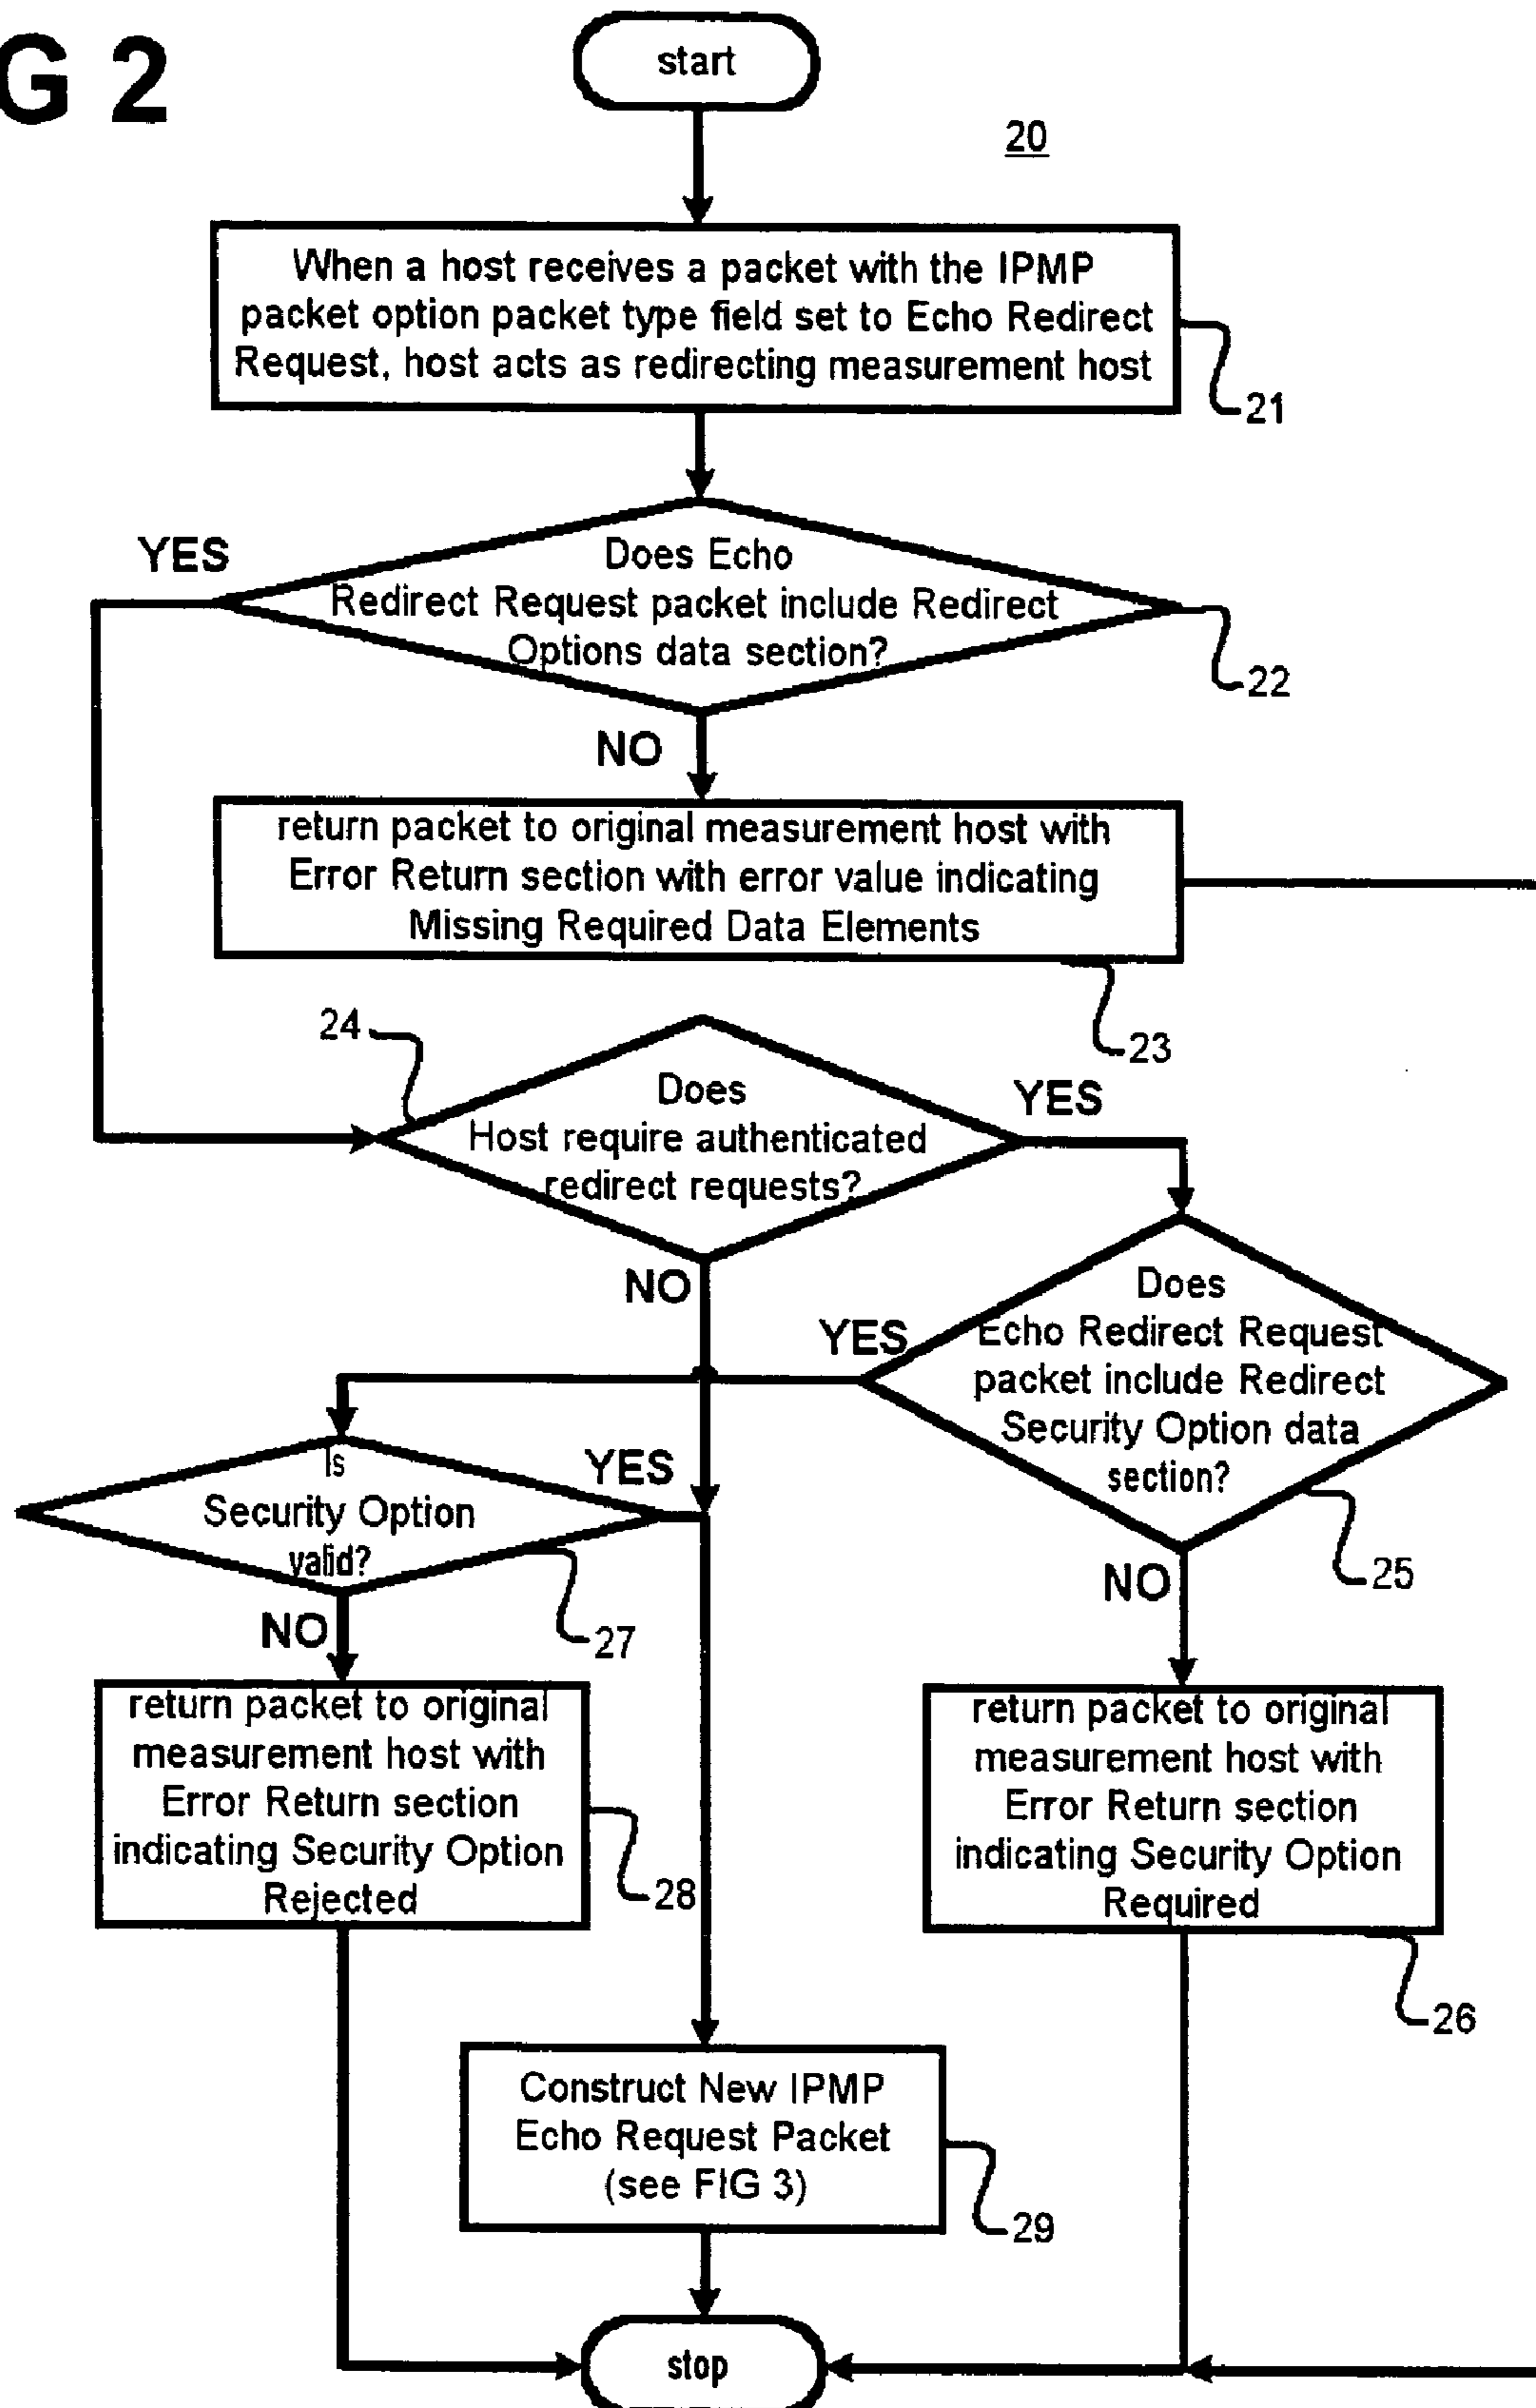 G 2
start
20
When a host receives a packet with the IPMP
packet option packet type field set to Echo Redirect
Request, host acts as redirecting measurement host
21
YES
Does Echo
Redirect Request packet include Redirect
Options data section?
22
NO
return packet to original measurement host with
Error Return section with error value indicating
Missing Required Data Elements
23
24
Does
Host require authenticated
redirect requests?
YES
NO
Does
Echo Redirect Request
packet include Redirect
Security Option data
section?
YES
25
Is
Security Option
valid?
YES
27
NO
NO
return packet to original
measurement host with
Error Return section
indicating Security Option
Rejected
28
return packet to original
measurement host with
Error Return section
indicating Security Option
Required
26
Construct New IPMP
Echo Request Packet
(see FIG 3)
29
stop